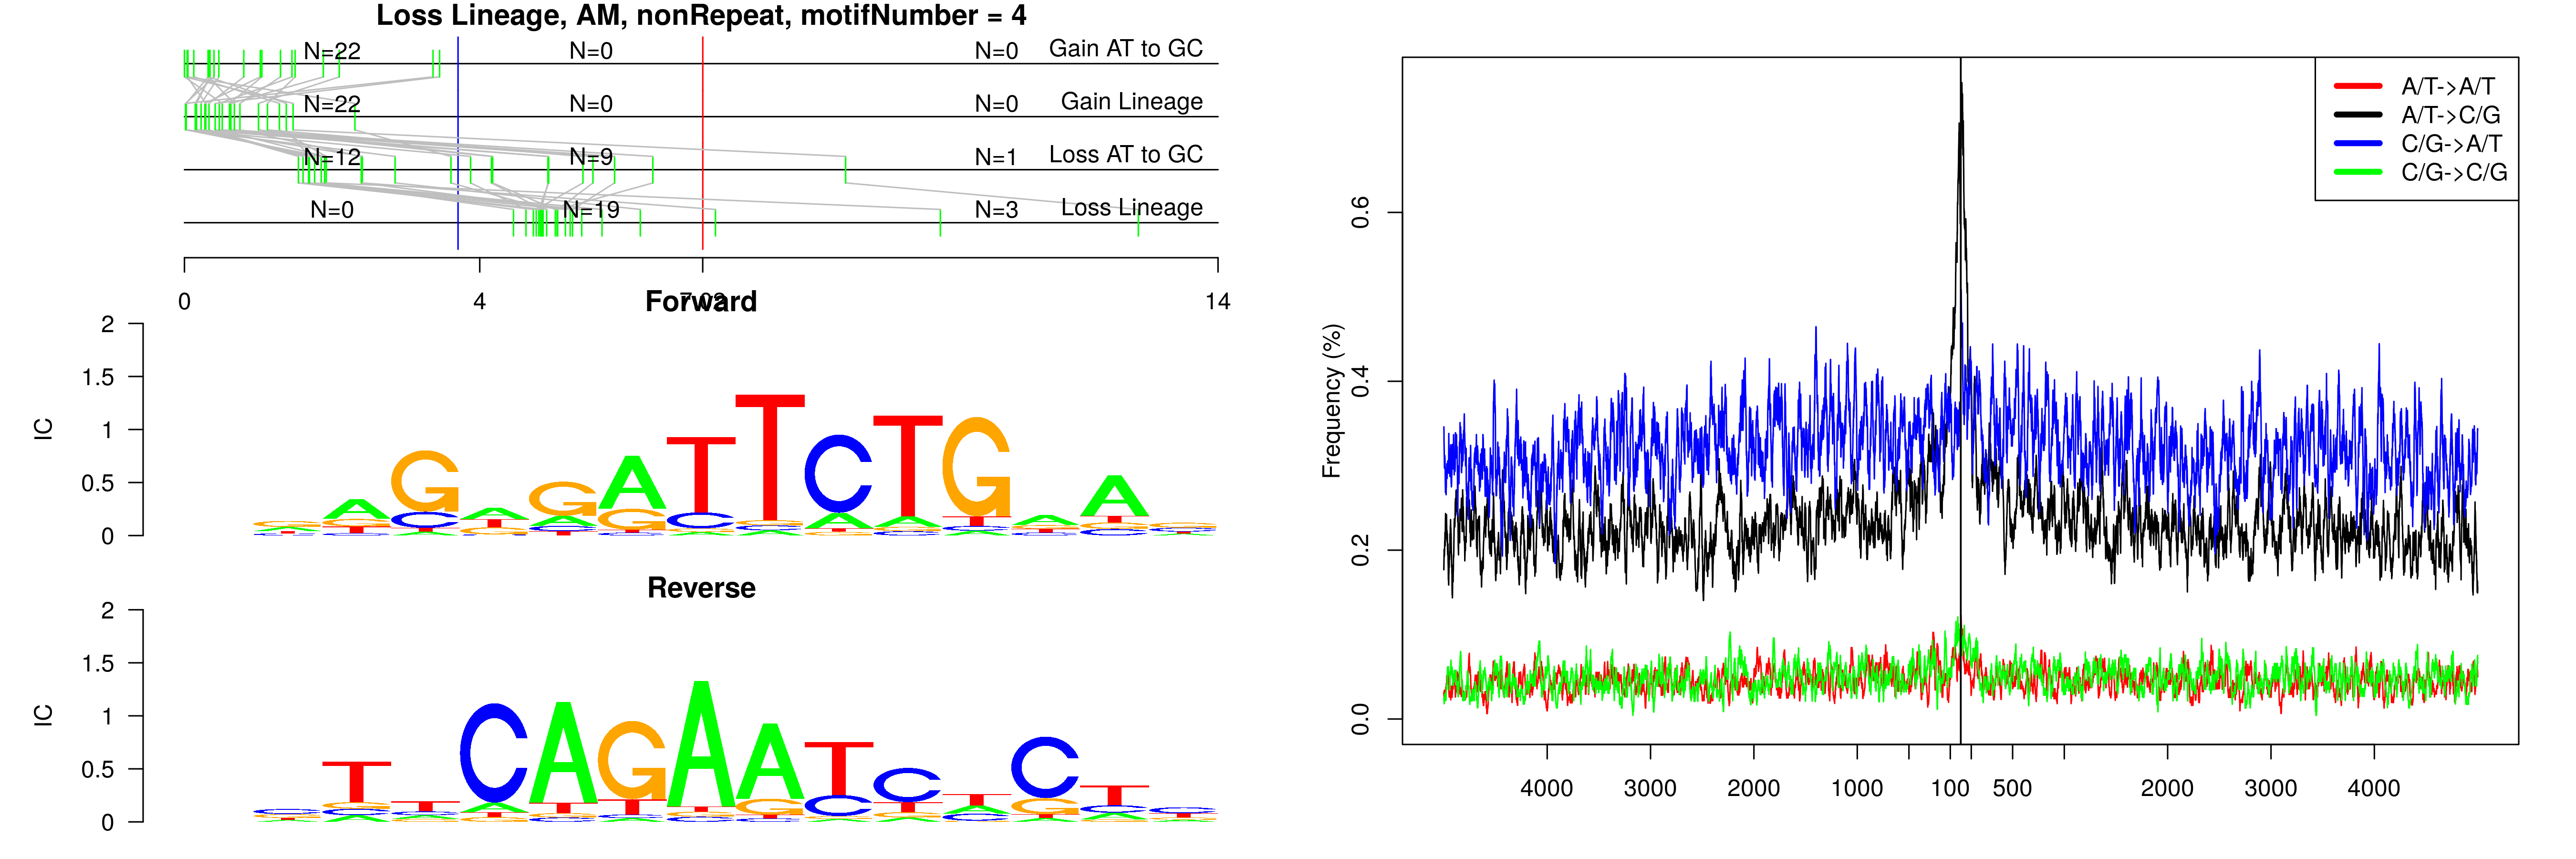 Loss Lineage, AM, nonRepeat, motifNumber = 4
N=22 N=0 N=0 Gain AT to GC
N=22 N=0 N=0 Gain Lineage
N=12 N=9 N=1 Loss AT to GC
N=0 N=19 N=3 Loss Lineage
0 4 14
Forward
IC
2
1.5
1
0.5
0
Reverse
IC
2
1.5
1
0.5
0
A/T->A/T
A/T->C/G
C/G->A/T
C/G->C/G
Frequency (%)
0.6
0.4
0.2
0.0
4000 3000 2000 1000 100 500 2000 3000 4000